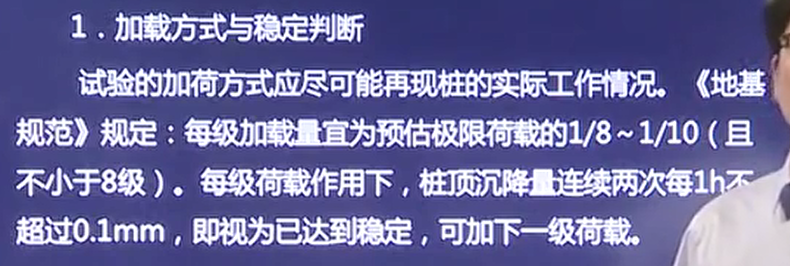 1．加载方式与稳定判断
试验的加荷方式应尽可能再现桩的实际工作情况。《地基
规范》规定：每级加载量宜为预估极限荷载的1/8～1/10（且
不小于8级）。每级荷载作用下，桩顶沉降量连续两次每1h不
超过0.1mm，即视为已达到稳定，可加下一级荷载。